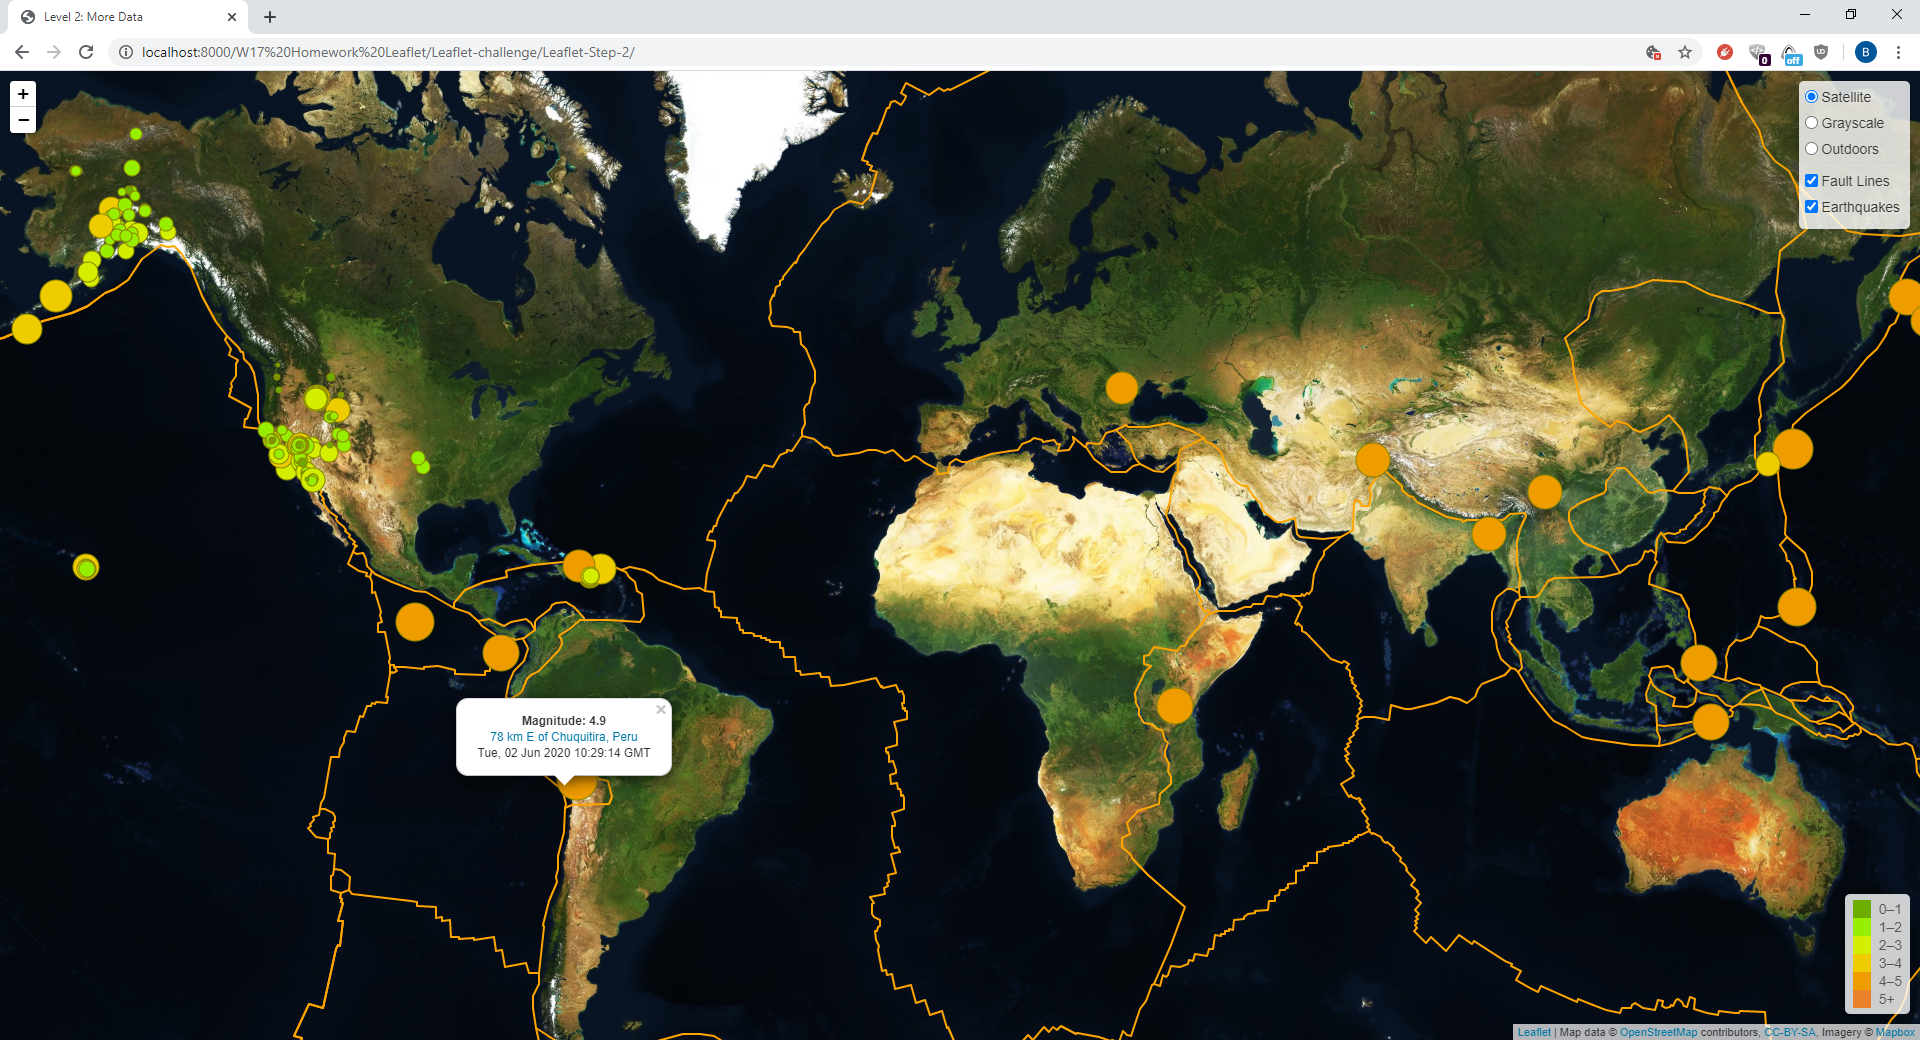 Level 2: More Data
localhost:8000/W17%20Homework%20Leaflet/Leaflet-challenge/Leaflet-Step-2/
0
off
UD
B
+
−
Satellite
Grayscale
Outdoors
Fault Lines
Earthquakes
Magnitude: 4.9
78 km E of Chuquitira, Peru
Tue, 02 Jun 2020 10:29:14 GMT
0–1
1–2
2–3
3–4
4–5
5+
Leaflet | Map data © OpenStreetMap contributors, CC-BY-SA, Imagery © Mapbox